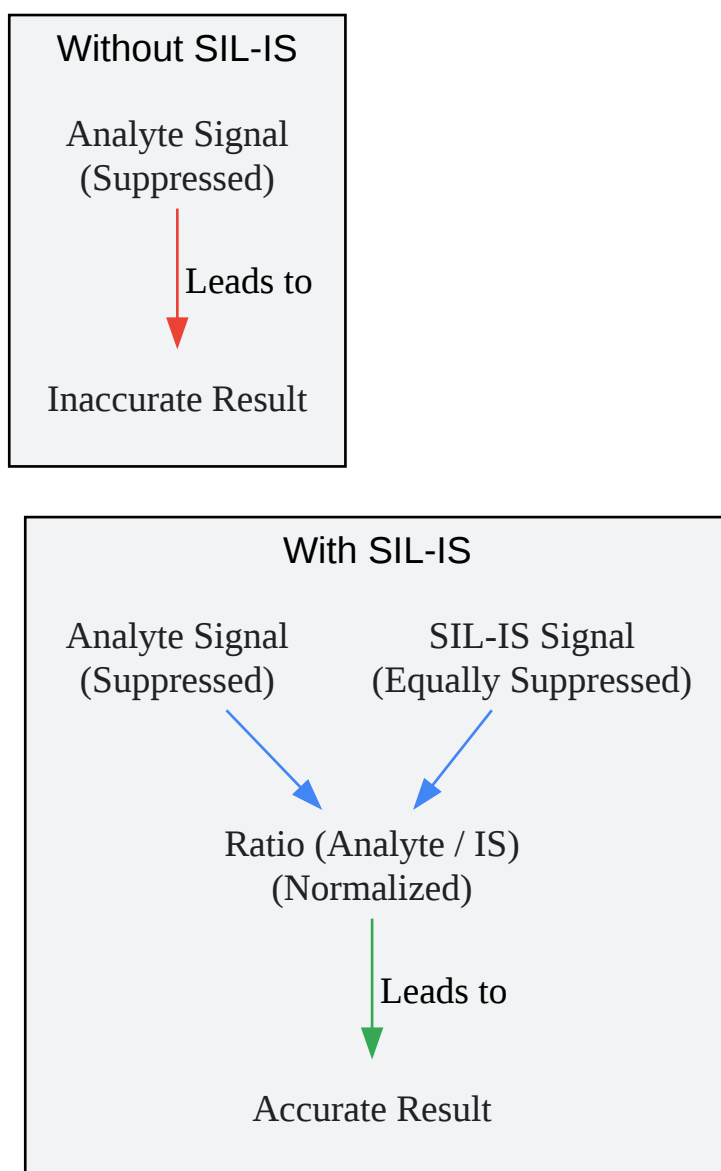 Without SIL-IS
Analyte Signal
(Suppressed)
Leads to
Inaccurate Result
With SIL-IS
Analyte Signal
(Suppressed)
SIL-IS Signal
(Equally Suppressed)
Ratio (Analyte / IS)
(Normalized)
Leads to
Accurate Result